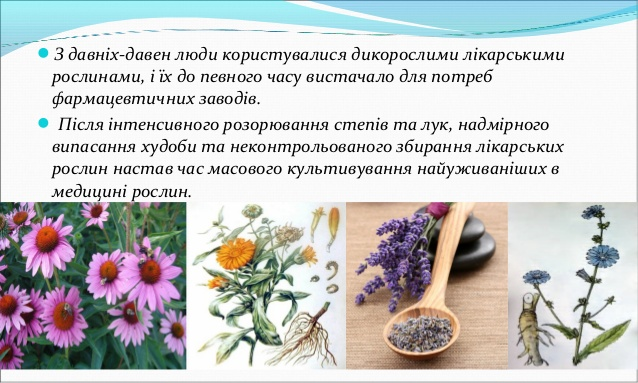 З давніх-давен люди користувалися дикорослими лікарськими
рослинами, і їх до певного часу вистачало для потреб
фармацевтичних заводів.
Після інтенсивного розорювання степів та лук, надмірного
випасання худоби та неконтрольованого збирання лікарських
рослин настав час масового культивування найуживаніших в
медицині рослин.